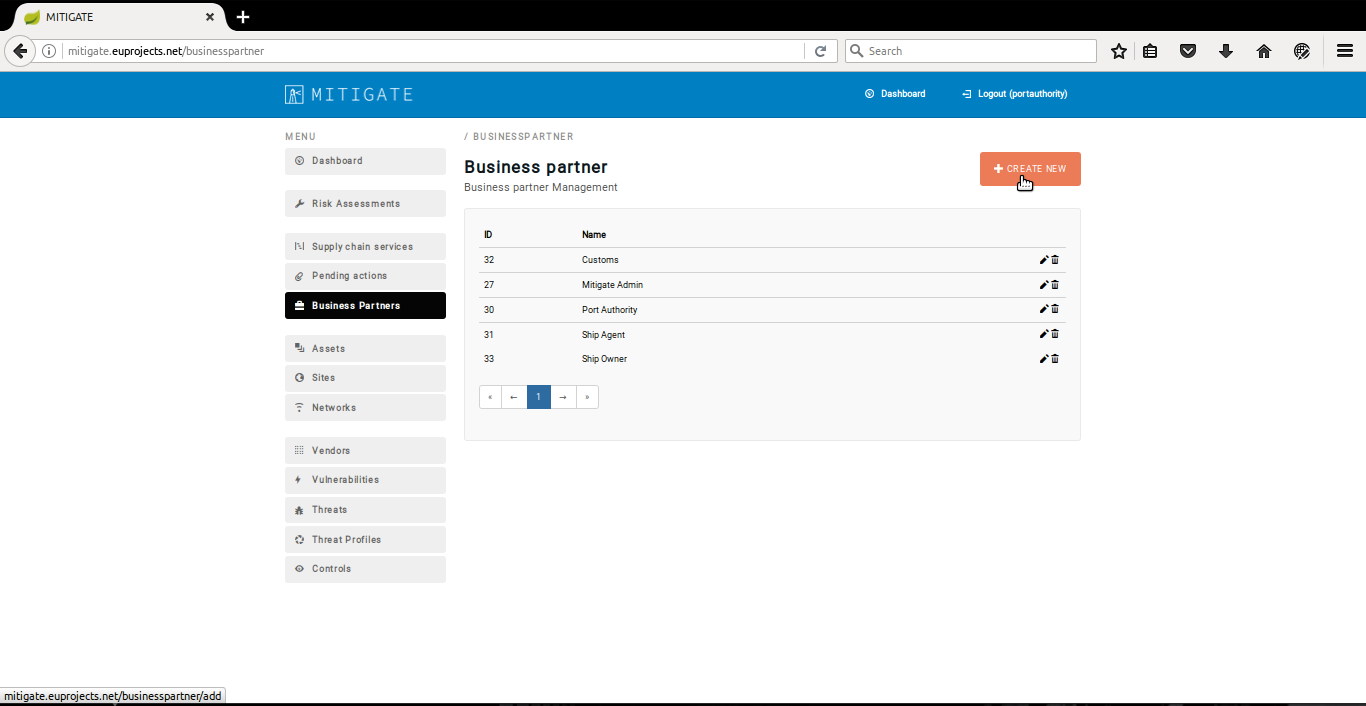 MITIGATE
mitigate.euprojects.net/businesspartner
Search
MITIGATE
Dashboard
Logout (portauthority)
MENU
Dashboard
Risk Assessments
Supply chain services
Pending actions
Business Partners
Assets
Sites
Networks
Vendors
Vulnerabilities
Threats
Threat Profiles
Controls
/ BUSINESSPARTNER
Business partner
Business partner Management
+ CREATE NEW
ID Name
32 Customs
27 Mitigate Admin
30 Port Authority
31 Ship Agent
33 Ship Owner
« ← 1 → »
mitigate.euprojects.net/businesspartner/add